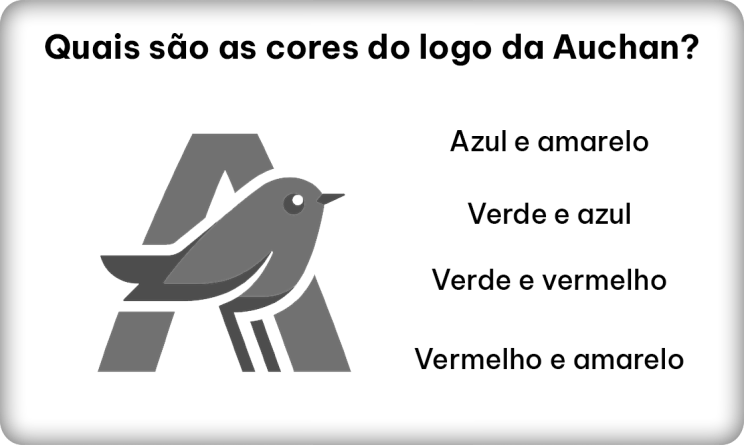 Quais são as cores do logo da Auchan?
Azul e amarelo
Verde e azul
Verde e vermelho
Vermelho e amarelo